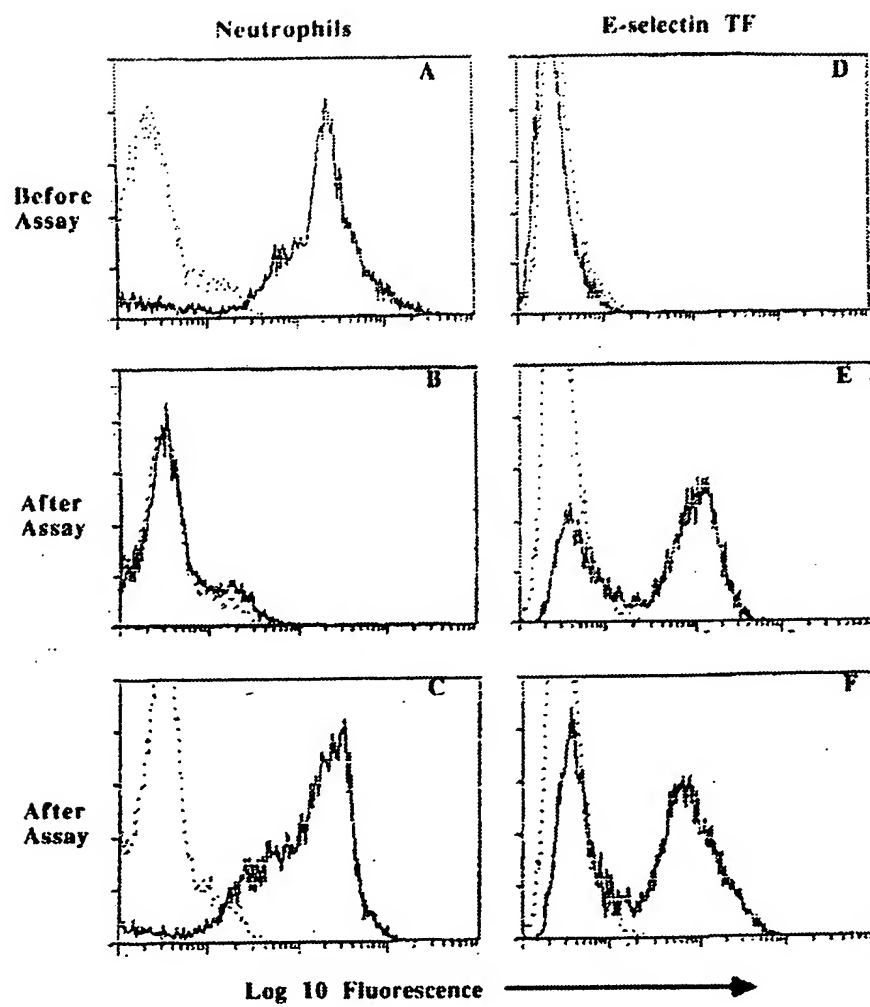 Neutrophils
E-selectin TF
A
D
Before
Assay
B
E
After
Assay
C
F
After
Assay
Log 10 Fluorescence